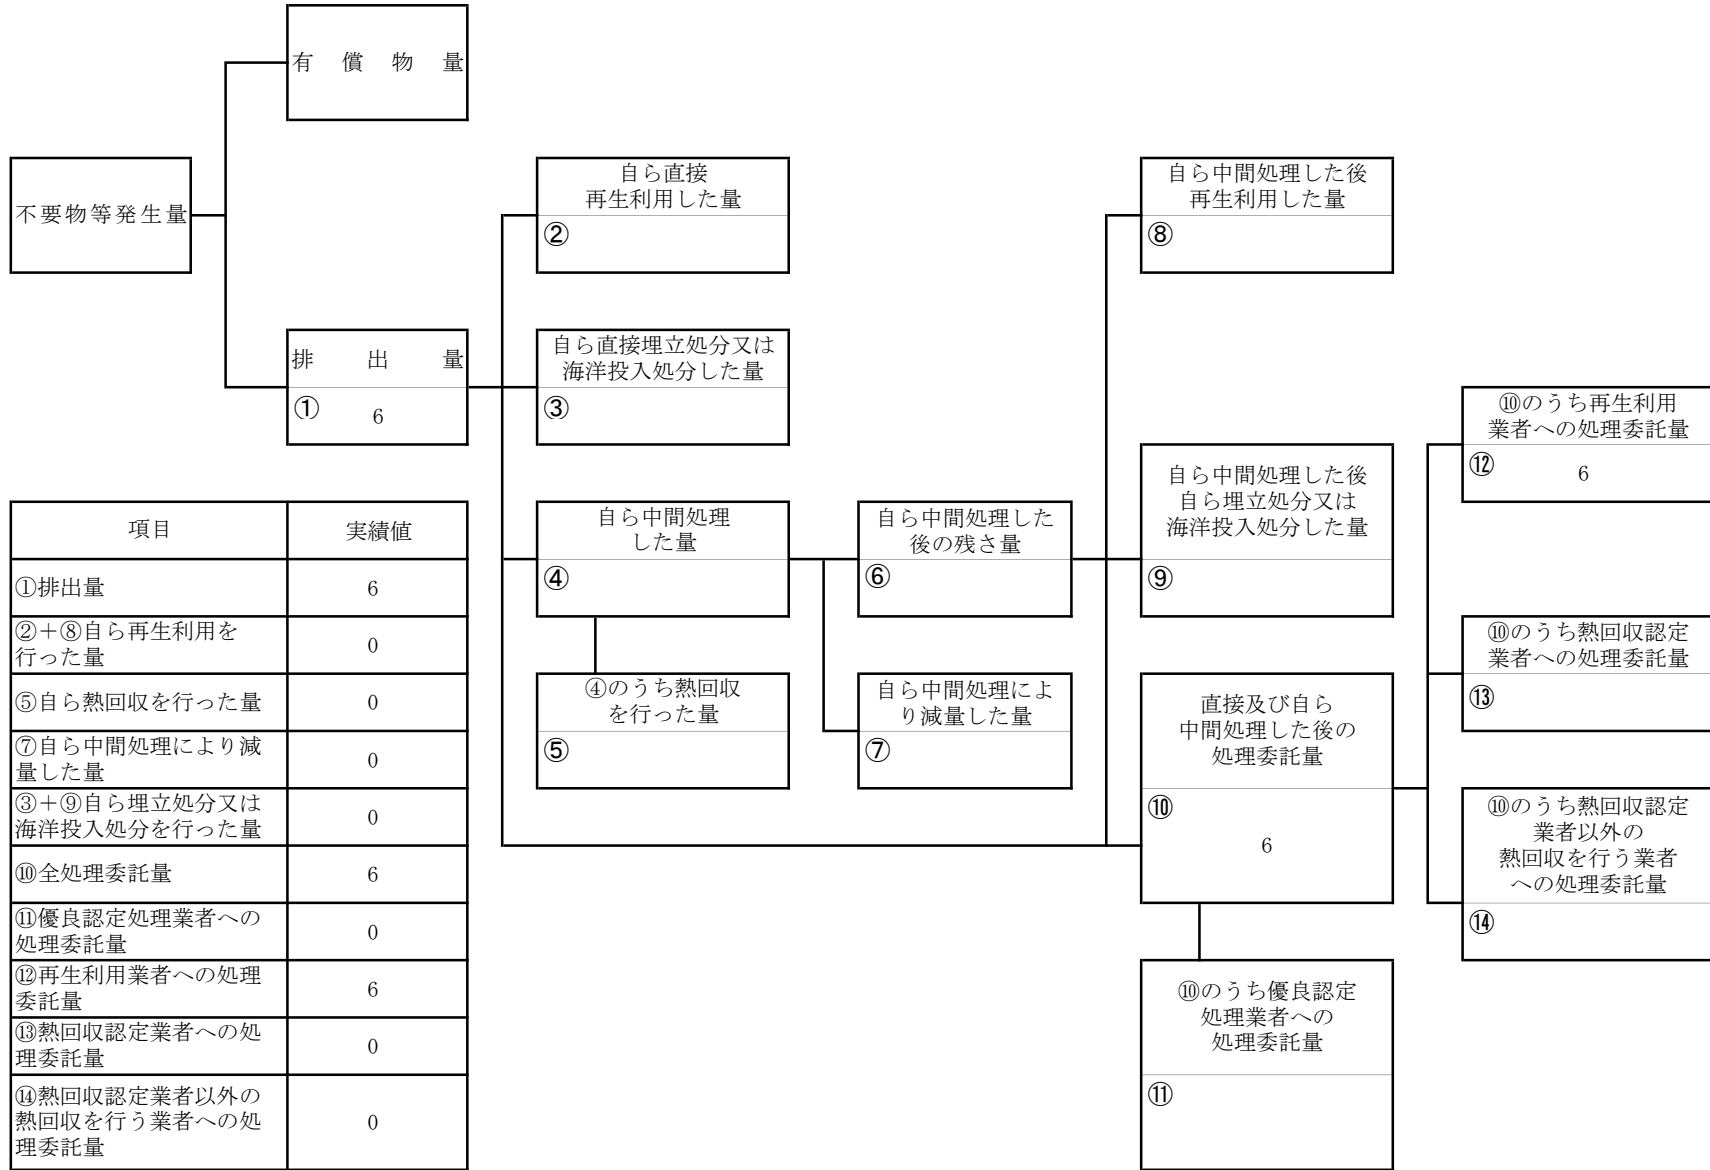 有償物量
不要物等発生量
排出量
① 6
自ら直接
再生利用した量
②
自ら直接埋立処分又は
海洋投入処分した量
③
自ら中間処理
した量
④
④のうち熱回収
を行った量
⑤
自ら中間処理した
後の残さ量
⑥
自ら中間処理によ
り減量した量
⑦
自ら中間処理した後
再生利用した量
⑧
自ら中間処理した後
自ら埋立処分又は
海洋投入処分した量
⑨
直接及び自ら
中間処理した後の
処理委託量
⑩
6
⑩のうち優良認定
処理業者への
処理委託量
⑪
⑩のうち再生利用
業者への処理委託量
⑫ 6
⑩のうち熱回収認定
業者への処理委託量
⑬
⑩のうち熱回収認定
業者以外の
熱回収を行う業者
への処理委託量
⑭
項目 実績値
①排出量 6
②＋⑧自ら再生利用を
行った量 0
⑤自ら熱回収を行った量 0
⑦自ら中間処理により減
量した量 0
③＋⑨自ら埋立処分又は
海洋投入処分を行った量 0
⑩全処理委託量 6
⑪優良認定処理業者への
処理委託量 0
⑫再生利用業者への処理
委託量 6
⑬熱回収認定業者への処
理委託量 0
⑭熱回収認定業者以外の
熱回収を行う業者への処
理委託量 0